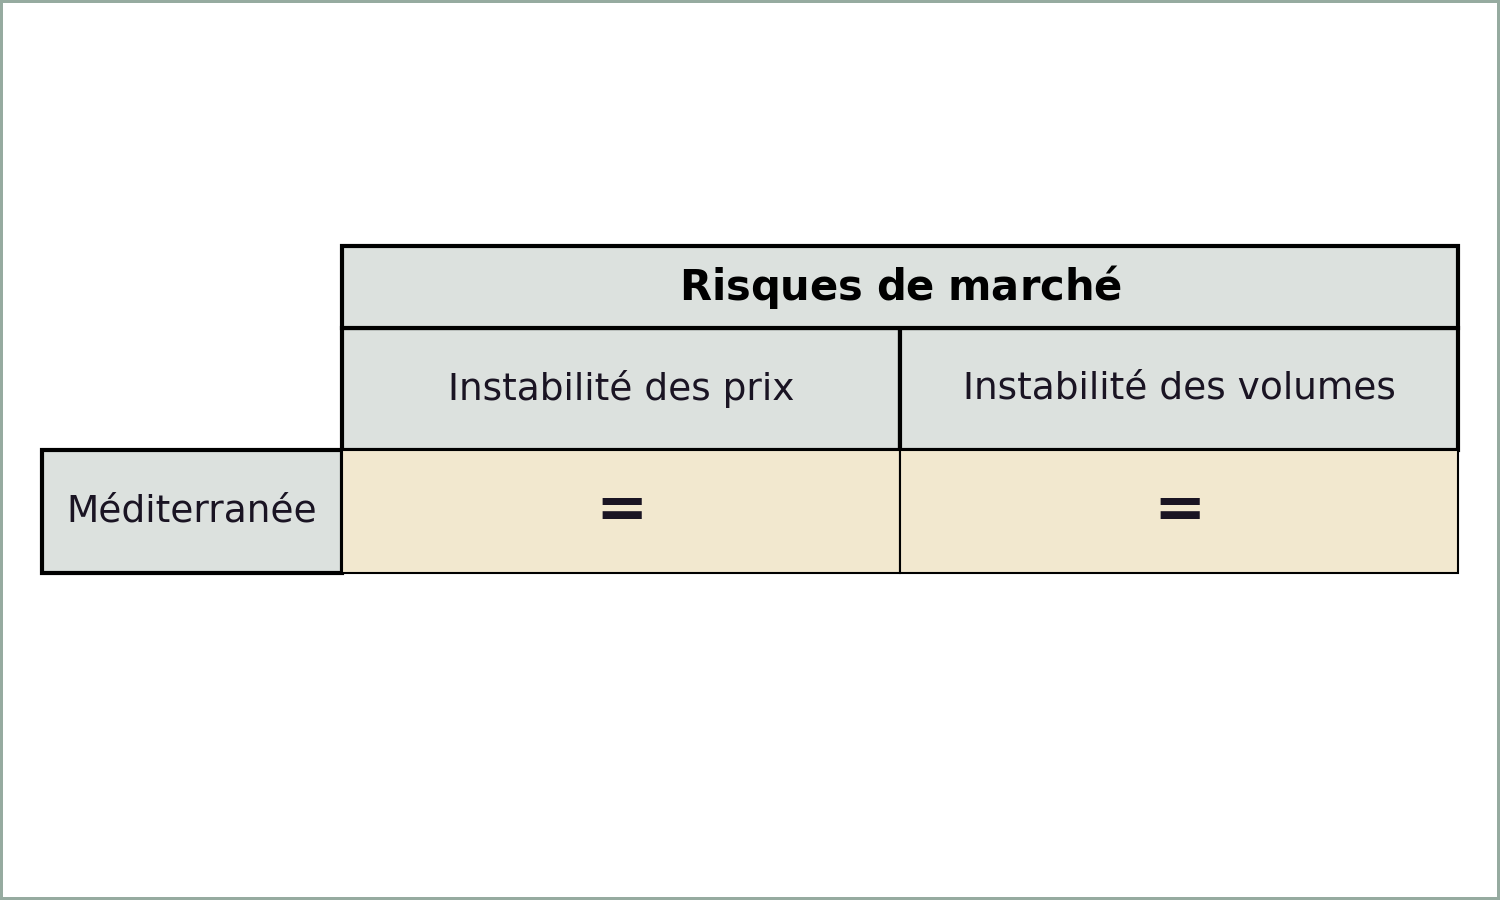 Risques de marché
Instabilité des prix
Instabilité des volumes
Méditerranée
=
=